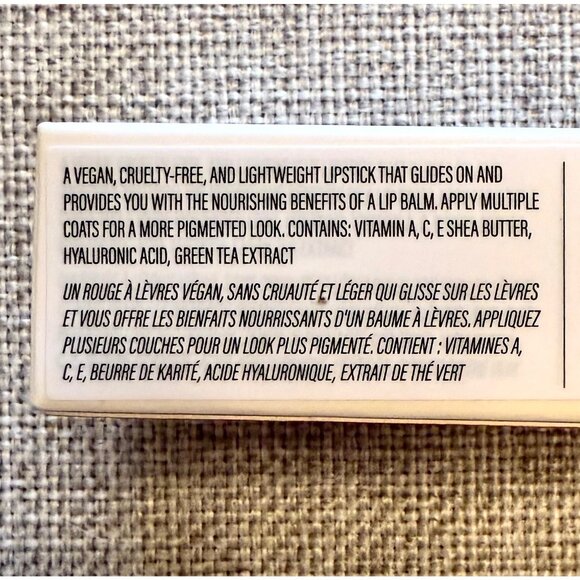 A VEGAN, CRUELTY-FREE, AND LIGHTWEIGHT LIPSTICK THAT GLIDES ON AND
PROVIDES YOU WITH THE NOURISHING BENEFITS OF A LIP BALM. APPLY MULTIPLE
COATS FOR A MORE PIGMENTED LOOK. CONTAINS: VITAMIN A, C, E SHEA BUTTER,
HYALURONIC ACID, GREEN TEA EXTRACT
UN ROUGE À LÈVRES VÉGAN, SANS CRUAUTÉ ET LÉGER QUI GLISSE SUR LES LÈVRES
ET VOUS OFFRE LES BIENFAITS NOURRISSANTS D'UN BAUME À LÈVRES. APPLIQUEZ
PLUSIEURS COUCHES POUR UN LOOK PLUS PIGMENTÉ. CONTIENT : VITAMINES A,
C, E, BEURRE DE KARITÉ, ACIDE HYALURONIQUE, EXTRAIT DE THÉ VERT